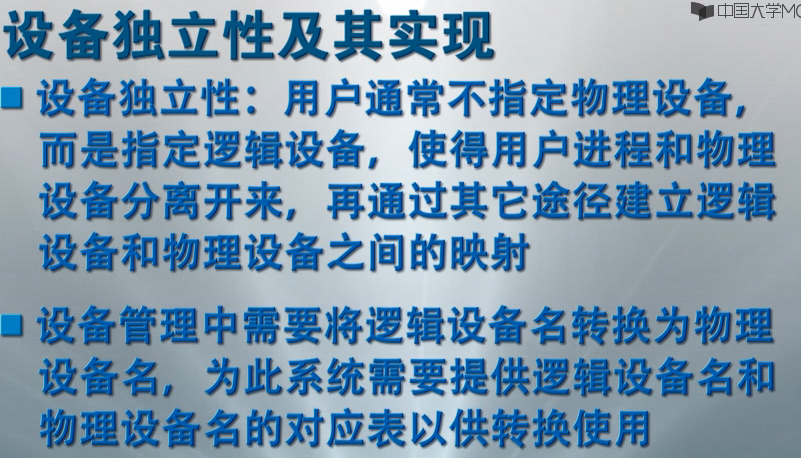 中国大学MO
设备独立性及其实现
设备独立性：用户通常不指定物理设备，
而是指定逻辑设备，使得用户进程和物理
设备分离开来，再通过其它途径建立逻辑
设备和物理设备之间的映射
设备管理中需要将逻辑设备名转换为物理
设备名，为此系统需要提供逻辑设备名和
物理设备名的对应表以供转换使用